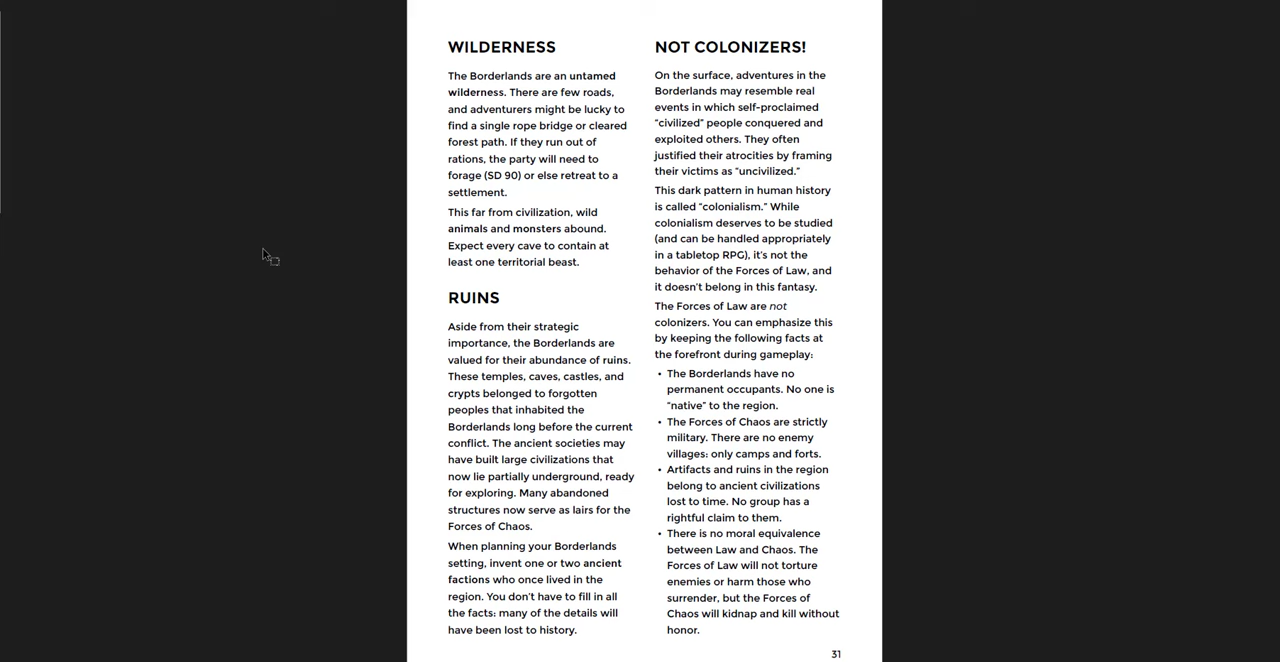 WILDERNESS
The Borderlands are an untamed
wilderness. There are few roads,
and adventurers might be lucky to
find a single rope bridge or cleared
forest path. If they run out of
rations, the party will need to
forage (SD 90) or else retreat to a
settlement.
This far from civilization, wild
animals and monsters abound.
Expect every cave to contain at
least one territorial beast.
RUINS
Aside from their strategic
importance, the Borderlands are
valued for their abundance of ruins.
These temples, caves, castles, and
crypts belonged to forgotten
peoples that inhabited the
Borderlands long before the current
conflict. The ancient societies may
have built large civilizations that
now lie partially underground, ready
for exploring. Many abandoned
structures now serve as lairs for the
Forces of Chaos.
When planning your Borderlands
setting, invent one or two ancient
factions who once lived in the
region. You don't have to fill in all
the facts: many of the details will
have been lost to history.
NOT COLONIZERS!
On the surface, adventures in the
Borderlands may resemble real
events in which self-proclaimed
“civilized” people conquered and
exploited others. They often
justified their atrocities by framing
their victims as “uncivilized.”
This dark pattern in human history
is called “colonialism.” While
colonialism deserves to be studied
(and can be handled appropriately
in a tabletop RPG), it's not the
behavior of the Forces of Law, and
it doesn't belong in this fantasy.
The Forces of Law are not
colonizers. You can emphasize this
by keeping the following facts at
the forefront during gameplay:
• The Borderlands have no
permanent occupants. No one is
“native” to the region.
• The Forces of Chaos are strictly
military. There are no enemy
villages: only camps and forts.
• Artifacts and ruins in the region
belong to ancient civilizations
lost to time. No group has a
rightful claim to them.
• There is no moral equivalence
between Law and Chaos. The
Forces of Law will not torture
enemies or harm those who
surrender, but the Forces of
Chaos will kidnap and kill without
honor.
31